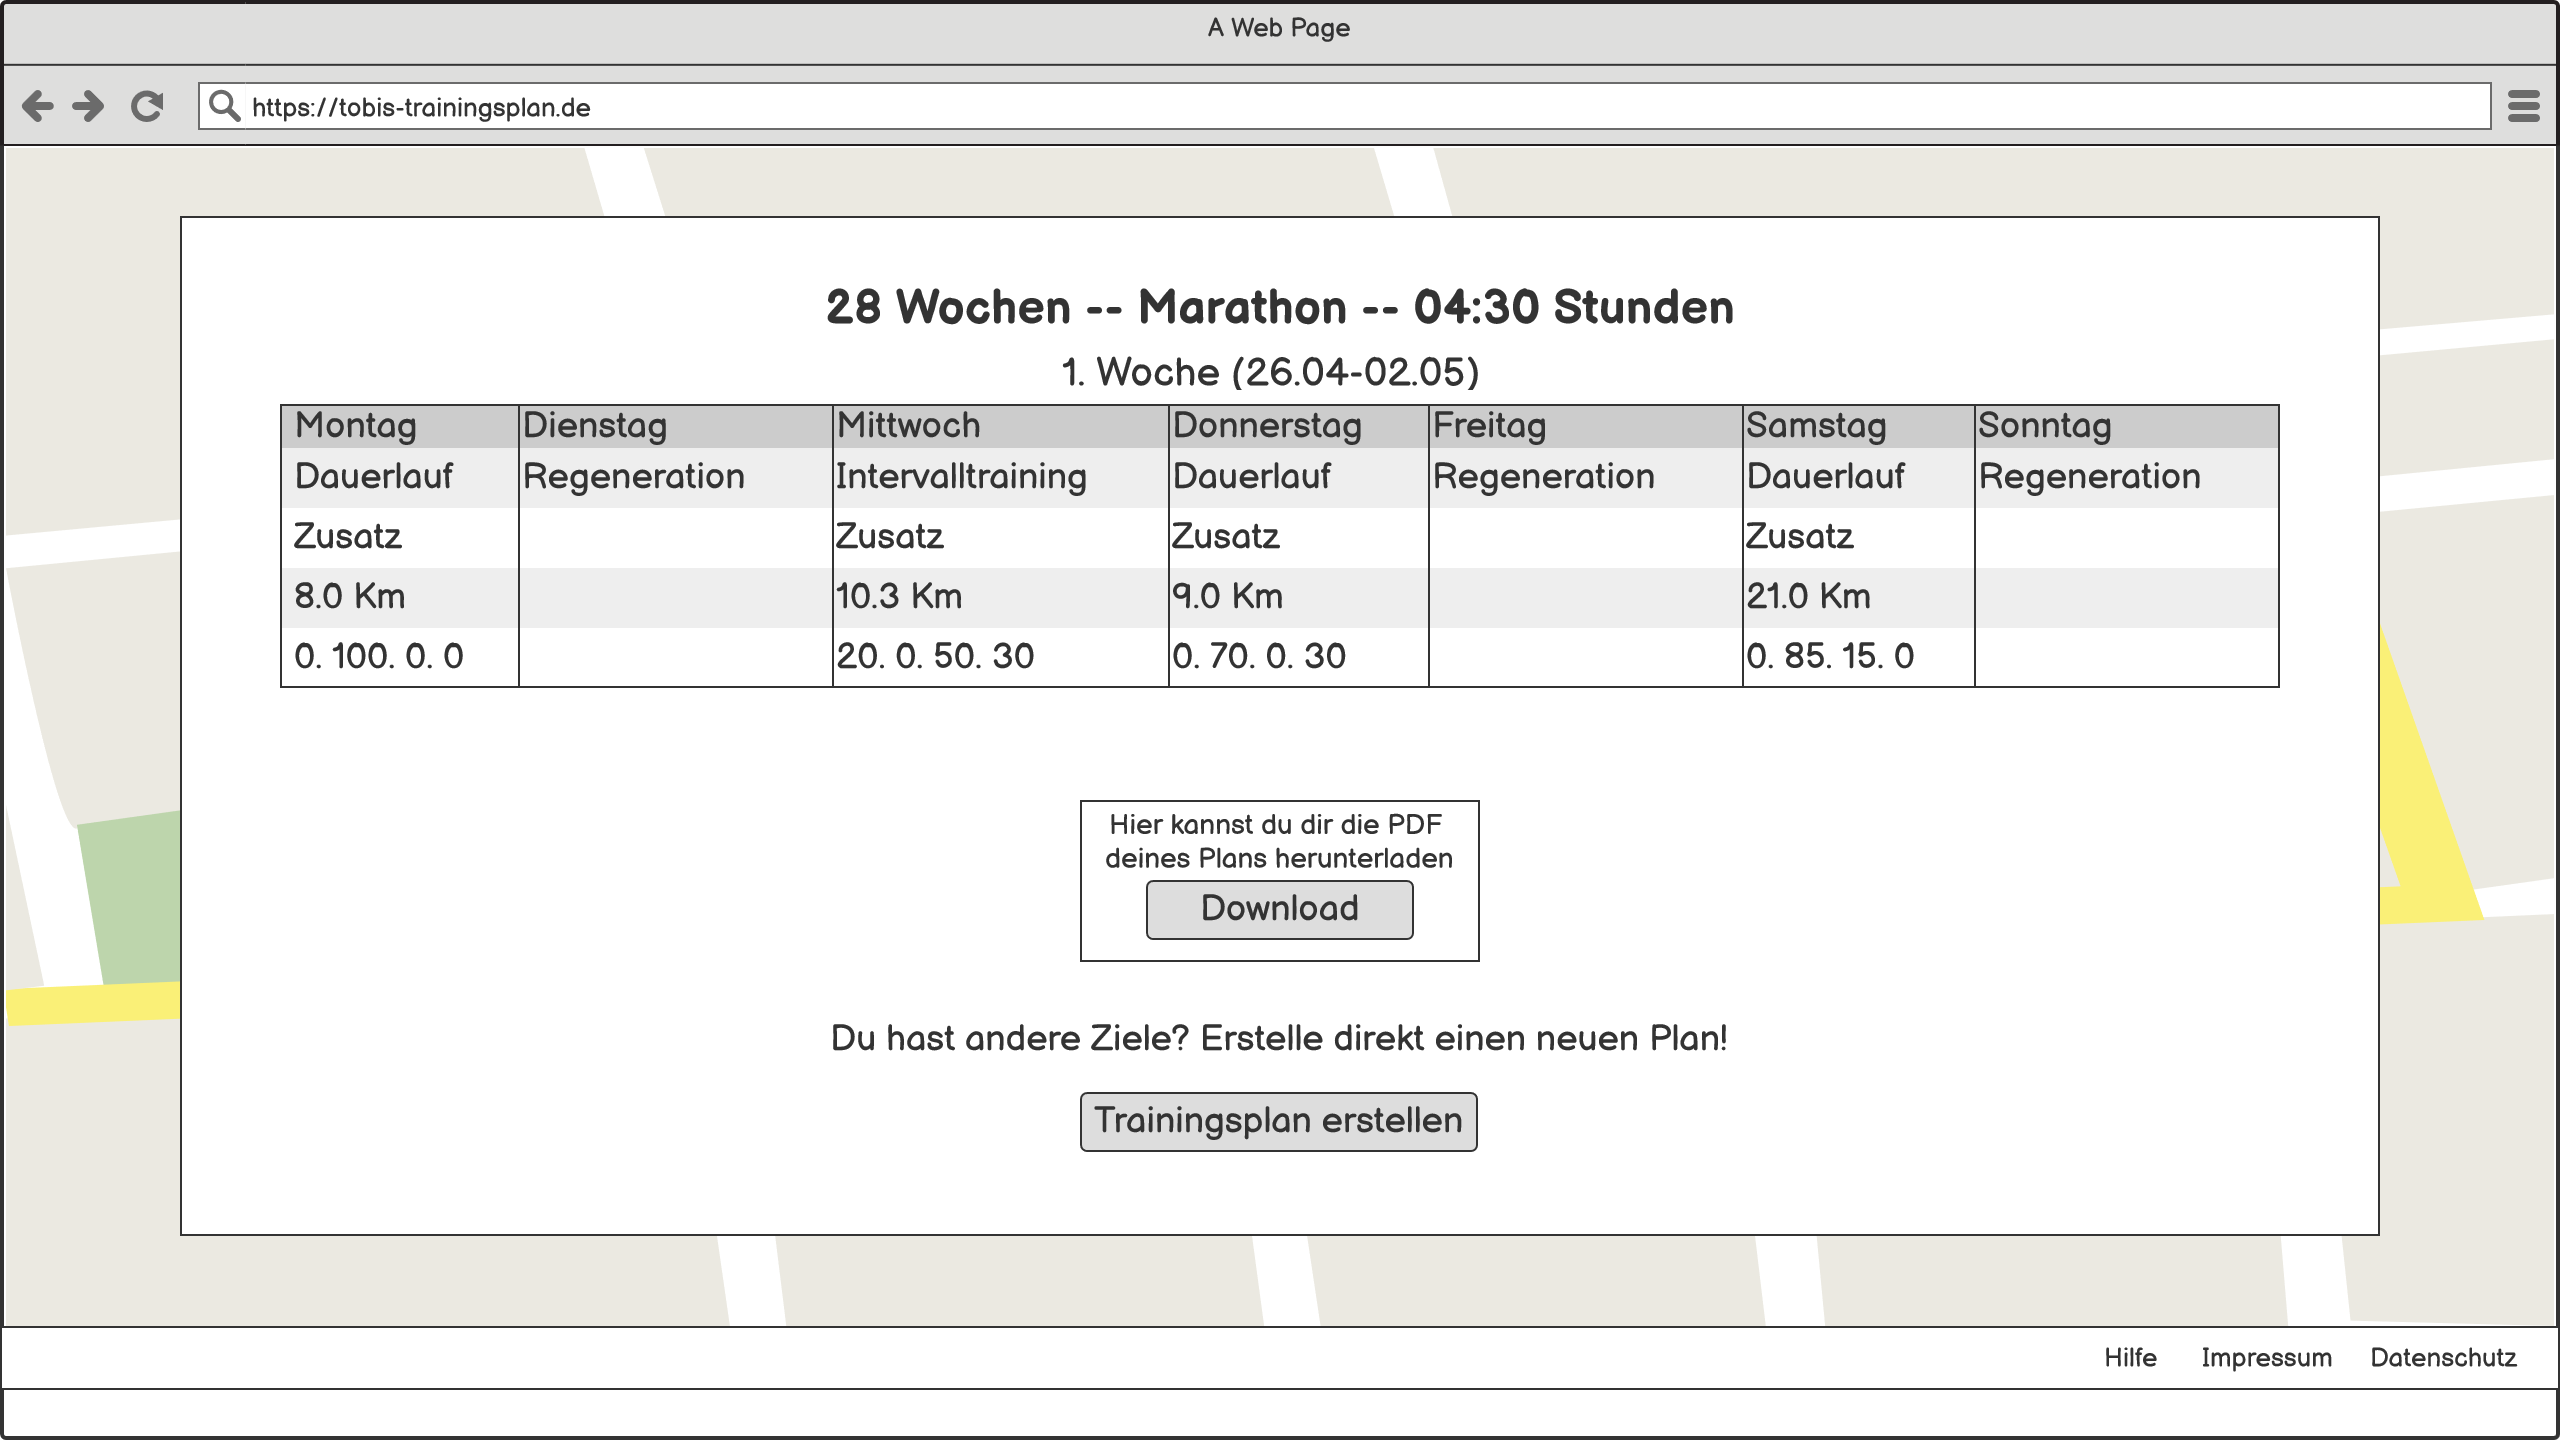 A Web Page
https://tobis-trainingsplan.de
28 Wochen -- Marathon -- 04:30 Stunden
1. Woche (26.04-02.05)
Montag Dienstag Mittwoch Donnerstag Freitag Samstag Sonntag
Dauerlauf Regeneration Intervalltraining Dauerlauf Regeneration Dauerlauf Regeneration
Zusatz Zusatz Zusatz Zusatz
8.0 Km 10.3 Km 9.0 Km 21.0 Km
0. 100. 0. 0 20. 0. 50. 30 0. 70. 0. 30 0. 85. 15. 0
Hier kannst du dir die PDF
deines Plans herunterladen
Download
Du hast andere Ziele? Erstelle direkt einen neuen Plan!
Trainingsplan erstellen
Hilfe Impressum Datenschutz